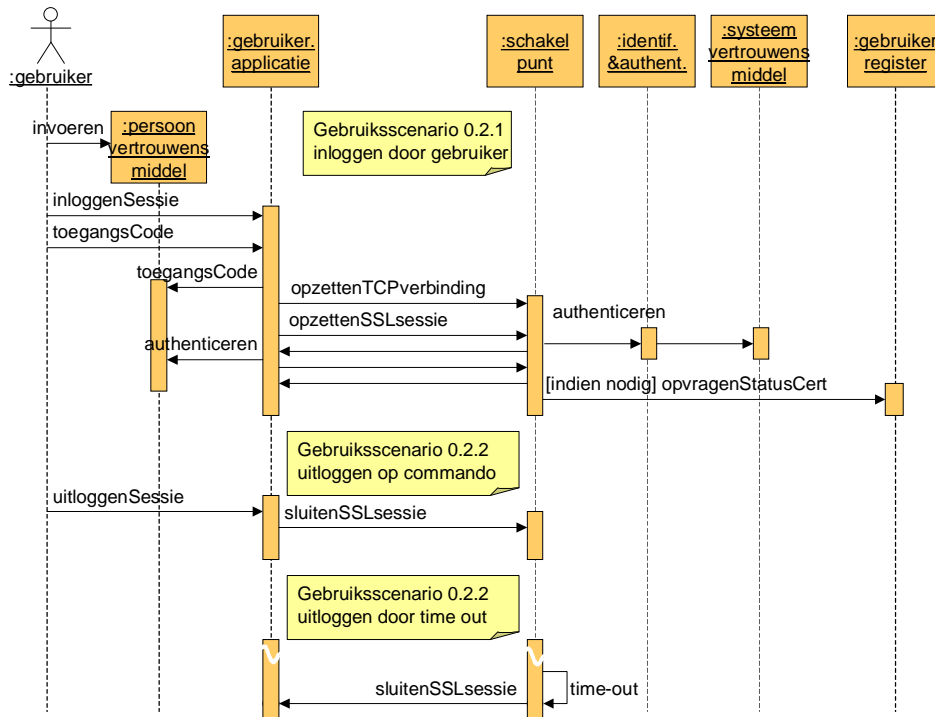 :gebruiker
:gebruiker.
applicatie
:schakel
punt
:identif.
&authent.
:systeem
vertrouwens
middel
:gebruiker
register
invoeren
:persoon
vertrouwens
middel
Gebruiksscenario 0.2.1
inloggen door gebruiker
inloggenSessie
toegangsCode
toegangsCode
opzettenTCPverbinding
opzettenSSLsessie
authenticeren
authenticeren
[indien nodig] opvragenStatusCert
Gebruiksscenario 0.2.2
uitloggen op commando
uitloggenSessie
sluitenSSLsessie
Gebruiksscenario 0.2.2
uitloggen door time out
sluitenSSLsessie
time-out